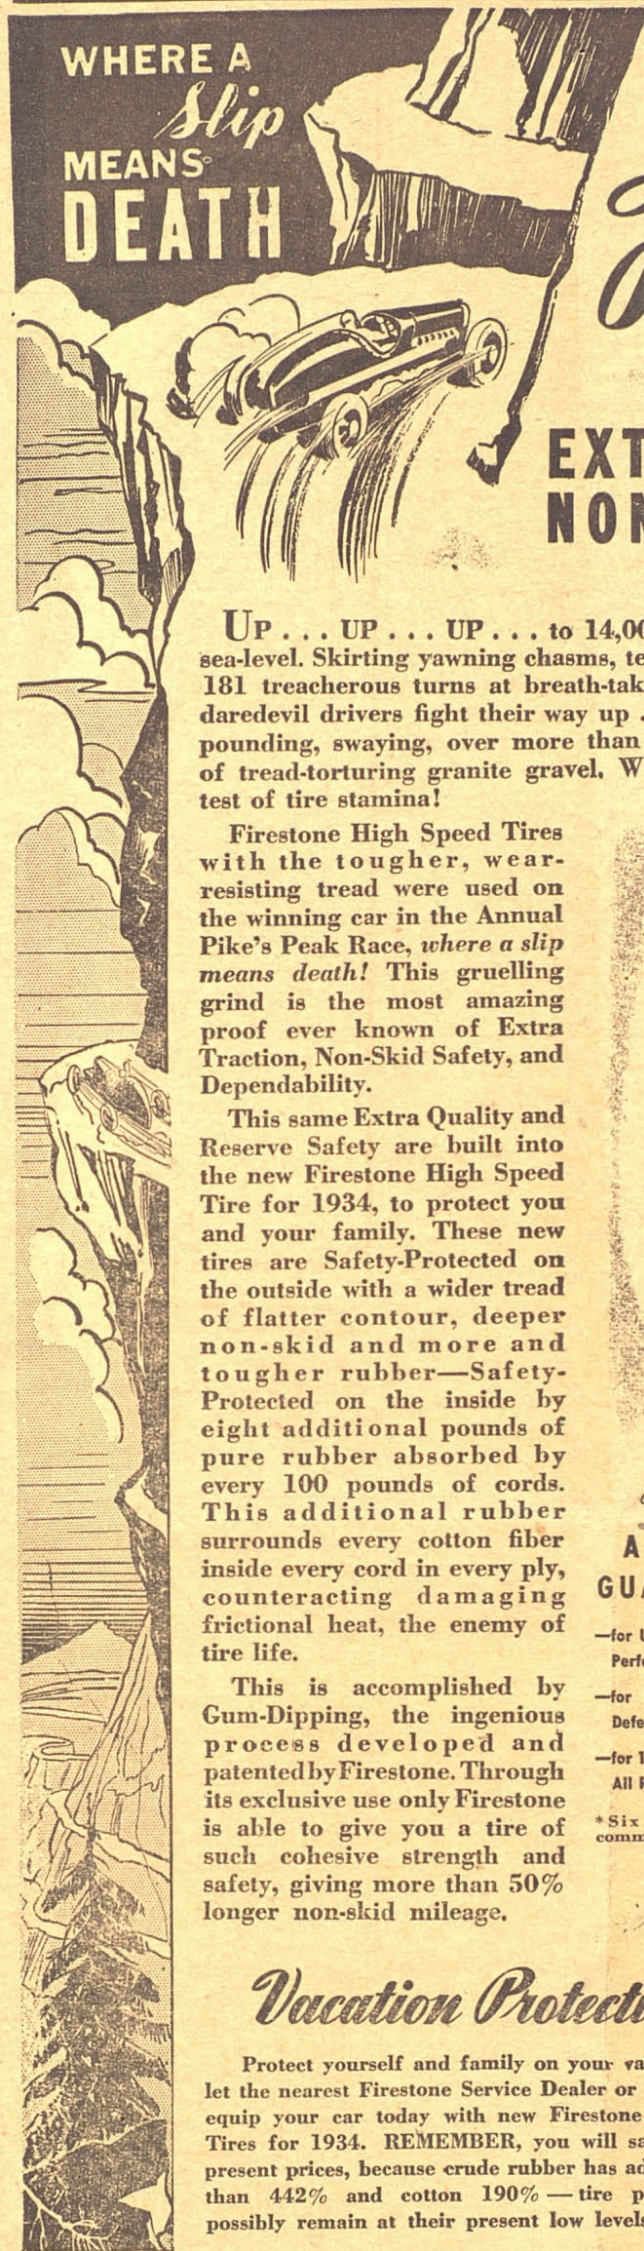 WHERE A
Slip
MEANS
DEATH
EXT
NON
UP... UP... UP... to 14,00
sea-level. Skirting yawning chasms, te
181 treacherous turns at breath-tak
daredevil drivers fight their way up .
pounding, swaying, over more than
of tread-torturing granite gravel. W
test of tire stamina!
Firestone High Speed Tires
with the tougher, wear-
resisting tread were used on
the winning car in the Annual
Pike's Peak Race, where a slip
means death! This gruelling
grind is the most amazing
proof ever known of Extra
Traction, Non-Skid Safety, and
Dependability.
This same Extra Quality and
Reserve Safety are built into
the new Firestone High Speed
Tire for 1934, to protect you
and your family. These new
tires are Safety-Protected on
the outside with a wider tread
of flatter contour, deeper
non-skid and more and
tougher rubber—Safety-
Protected on the inside by
eight additional pounds of
pure rubber absorbed by
every 100 pounds of cords.
This additional rubber
surrounds every cotton fiber
inside every cord in every ply,
counteracting damaging
frictional heat, the enemy of
tire life.
This is accomplished by
Gum-Dipping, the ingenious
process developed and
patented by Firestone. Through
its exclusive use only Firestone
is able to give you a tire of
such cohesive strength and
safety, giving more than 50%
longer non-skid mileage.
A
GUA
—for U
Perfo
—for
Defe
—for 1
All R
*Six
comm
Vacation Protecti
Protect yourself and family on your va
let the nearest Firestone Service Dealer or
equip your car today with new Firestone
Tires for 1934. REMEMBER, you will sa
present prices, because crude rubber has ad
than 442% and cotton 190% — tire p
possibly remain at their present low levels